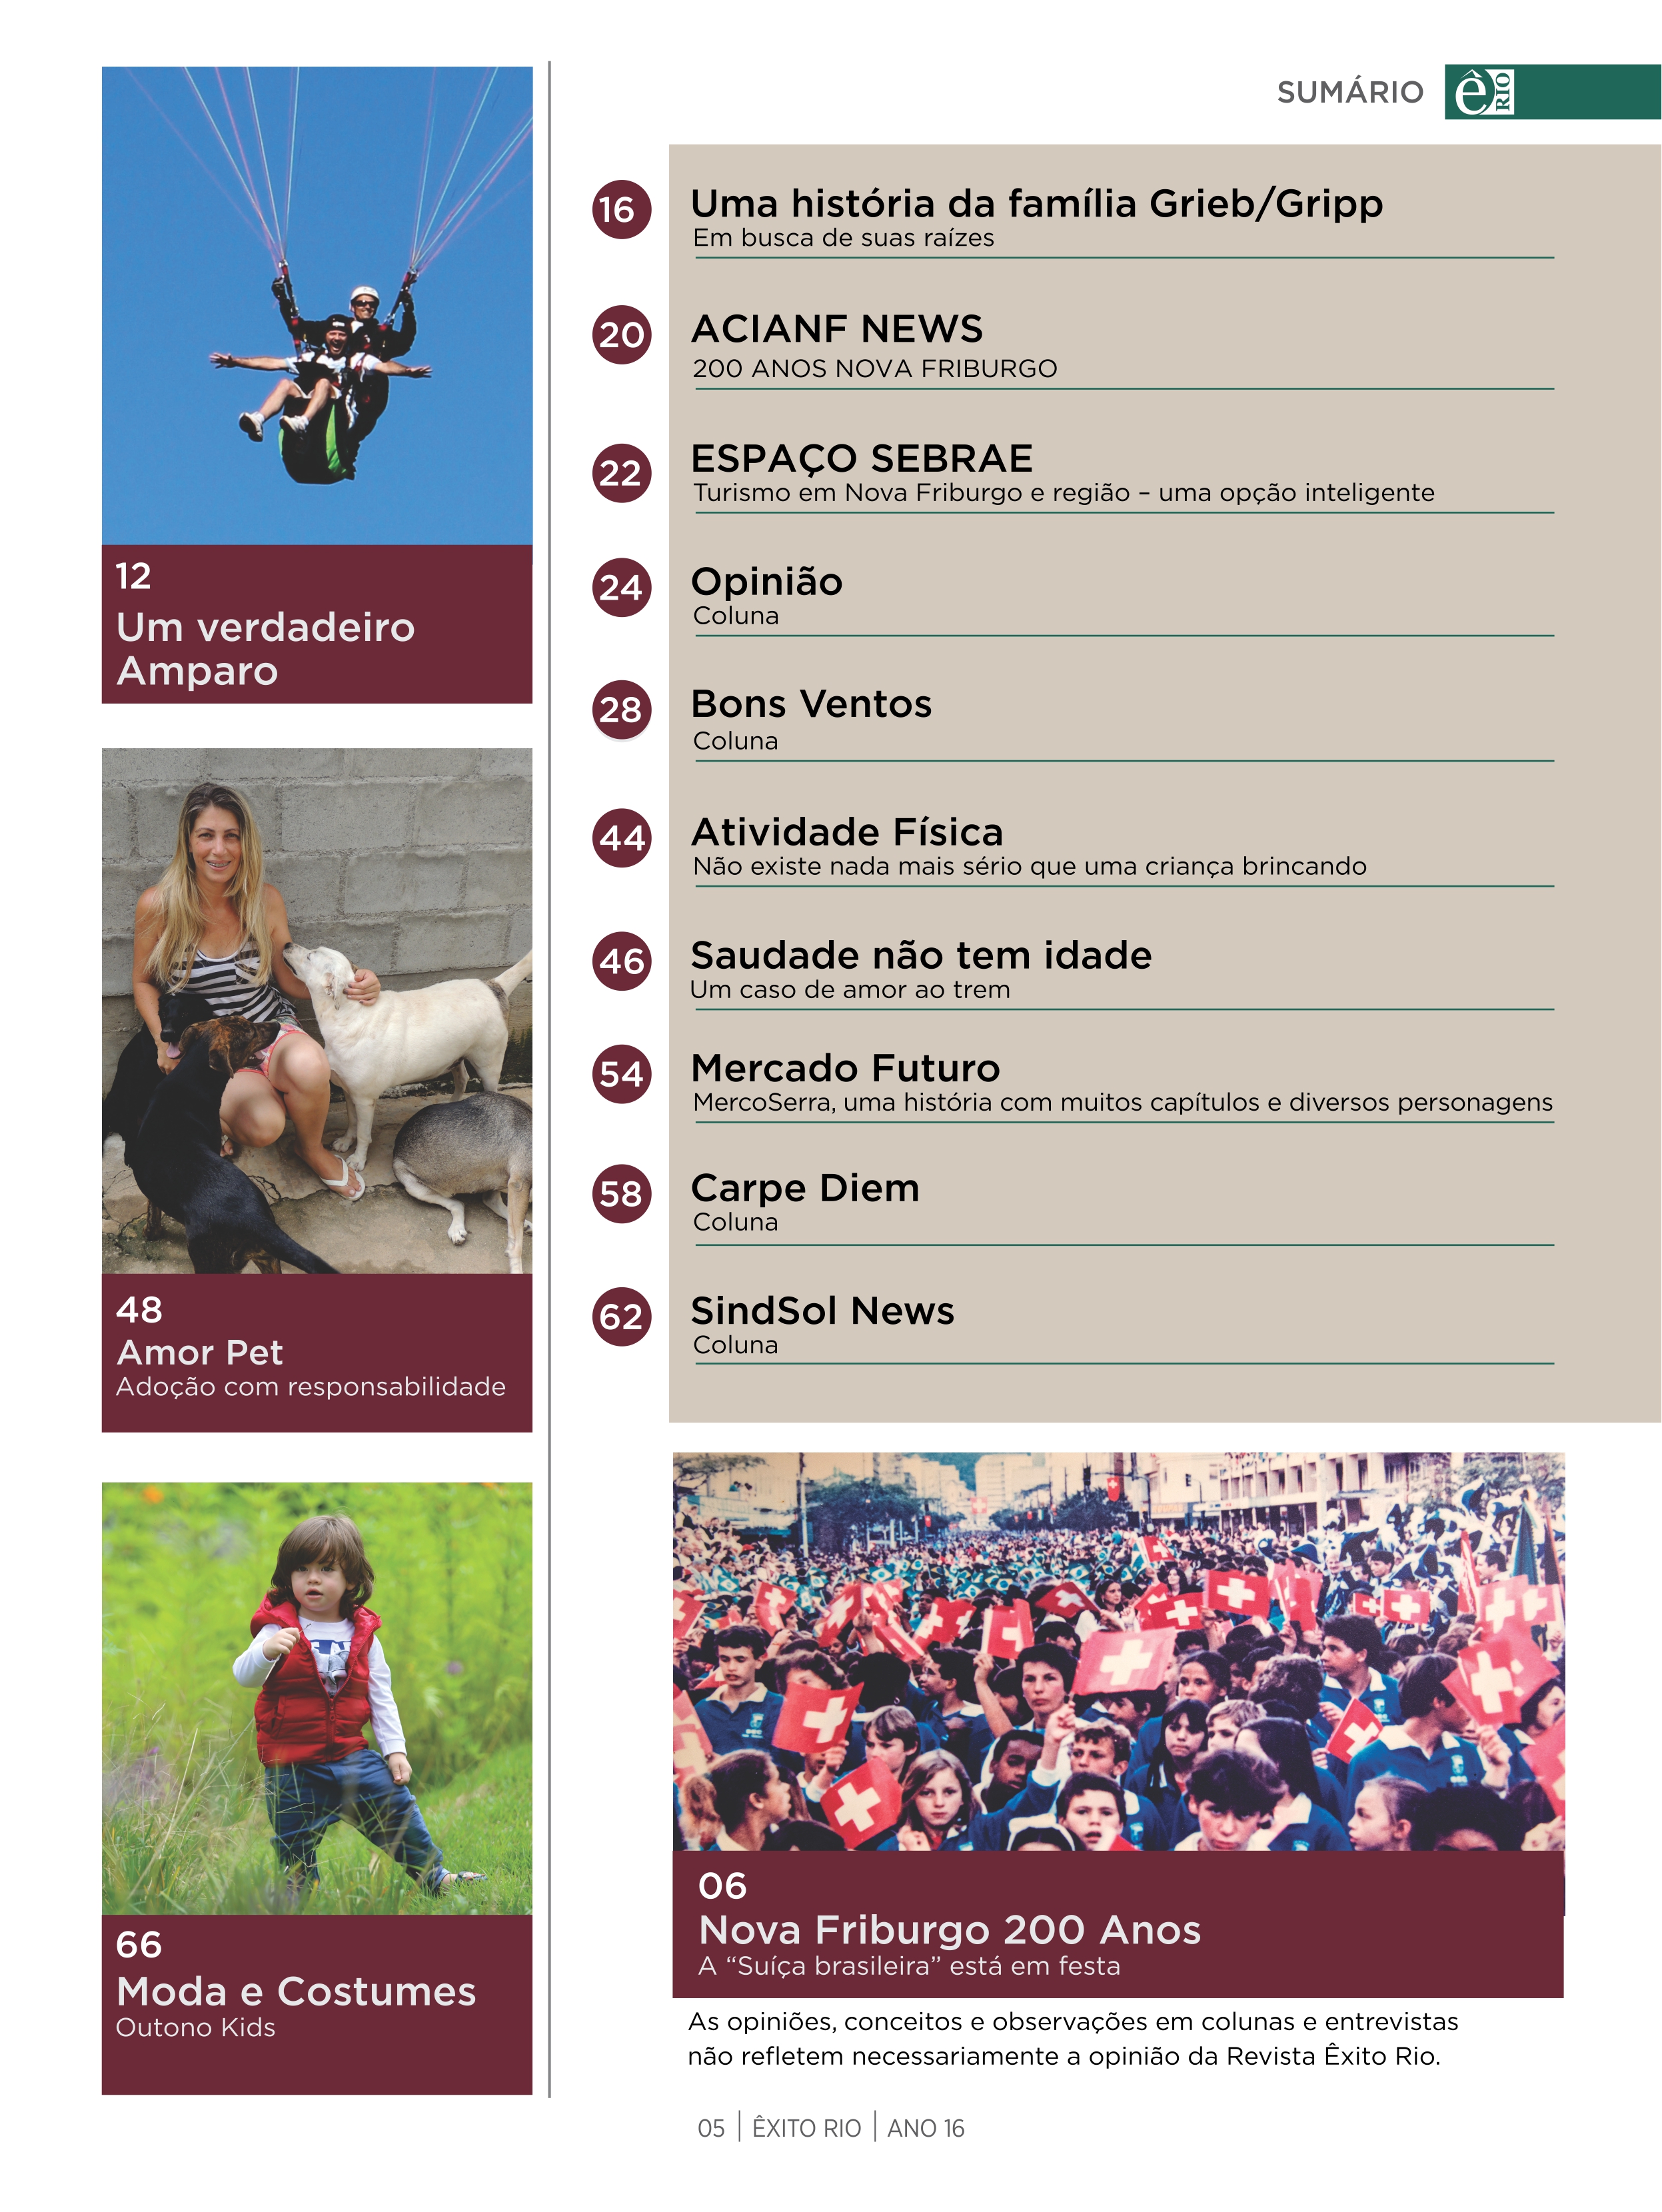 SUMÁRIO
ê RIO
12
Um verdadeiro
Amparo
48
Amor Pet
Adoção com responsabilidade
66
Moda e Costumes
Outono Kids
16
Uma história da família Grieb/Gripp
Em busca de suas raízes
20
ACIANF NEWS
200 ANOS NOVA FRIBURGO
22
ESPAÇO SEBRAE
Turismo em Nova Friburgo e região – uma opção inteligente
24
Opinião
Coluna
28
Bons Ventos
Coluna
44
Atividade Física
Não existe nada mais sério que uma criança brincando
46
Saudade não tem idade
Um caso de amor ao trem
54
Mercado Futuro
MercoSerra, uma história com muitos capítulos e diversos personagens
58
Carpe Diem
Coluna
62
SindSol News
Coluna
06
Nova Friburgo 200 Anos
A “Suíça brasileira” está em festa
As opiniões, conceitos e observações em colunas e entrevistas
não refletem necessariamente a opinião da Revista Êxito Rio.
05 | ÊXITO RIO | ANO 16